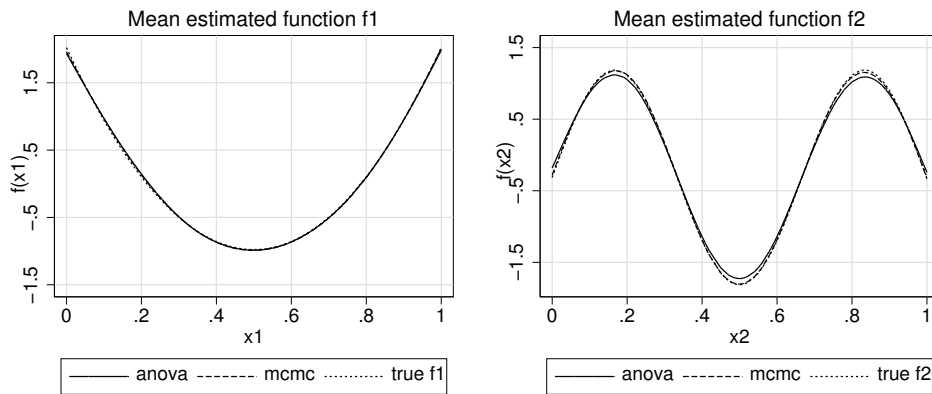 Mean estimated function f1
f(x1)
1.5
.5
−.5
−1.5
0 .2 .4 .6 .8 1
x1
anova mcmc true f1
Mean estimated function f2
f(x2)
1.5
.5
−.5
−1.5
0 .2 .4 .6 .8 1
x2
anova mcmc true f2